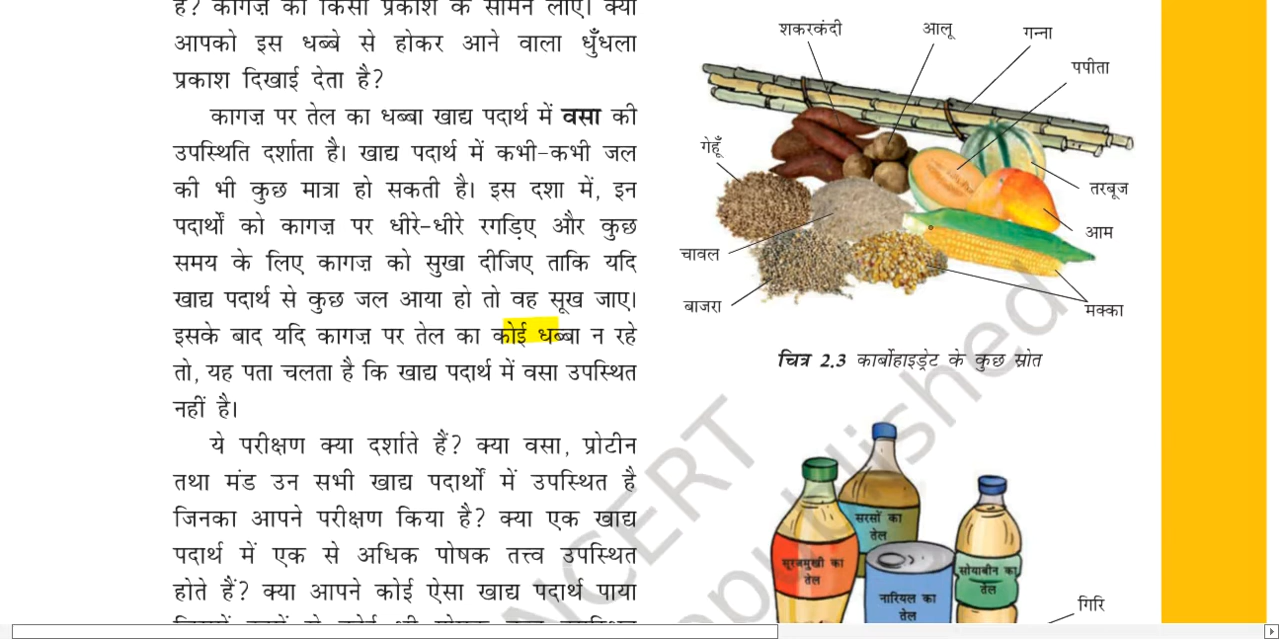 है? कागज़ को किसी प्रकाश के सामने लाएँ। क्या
आपको इस धब्बे से होकर आने वाला धुँधला
प्रकाश दिखाई देता है?
कागज़ पर तेल का धब्बा खाद्य पदार्थ में वसा की
उपस्थिति दर्शाता है। खाद्य पदार्थ में कभी-कभी जल
की भी कुछ मात्रा हो सकती है। इस दशा में, इन
पदार्थों को कागज़ पर धीरे-धीरे रगड़िए और कुछ
समय के लिए कागज़ को सुखा दीजिए ताकि यदि
खाद्य पदार्थ से कुछ जल आया हो तो वह सूख जाए।
इसके बाद यदि कागज़ पर तेल का कोई धब्बा न रहे
तो, यह पता चलता है कि खाद्य पदार्थ में वसा उपस्थित
नहीं है।
ये परीक्षण क्या दर्शाते हैं? क्या वसा, प्रोटीन
तथा मंड उन सभी खाद्य पदार्थों में उपस्थित है
जिनका आपने परीक्षण किया है? क्या एक खाद्य
पदार्थ में एक से अधिक पोषक तत्त्व उपस्थित
होते हैं? क्या आपने कोई ऐसा खाद्य पदार्थ पाया
शकरकंदी
आलू
गन्ना
पपीता
गेहूँ
तरबूज
आम
चावल
बाजरा
मक्का
चित्र 2.3 कार्बोहाइड्रेट के कुछ स्रोत
सरसों का
तेल
सूरजमुखी का
तेल
सोयाबीन का
तेल
नारियल का
तेल
गिरि
NCERT
republished